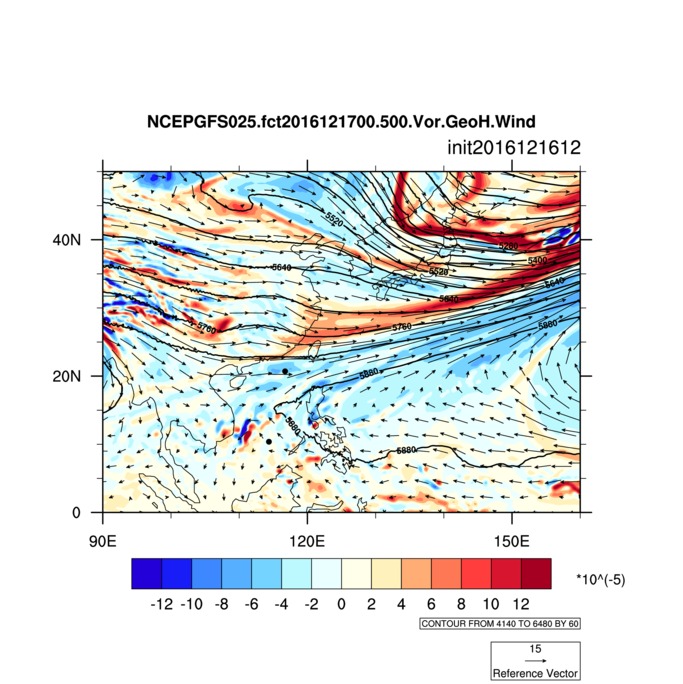 NCEPGFS025.fct2016121700.500.Vor.GeoH.Wind
init2016121612
5520
5280
40N
5400
5640
5520
5640
5640
5760
5760
5880
20N
5880
5880
5880
0
90E 120E 150E
-12 -10 -8 -6 -4 -2 0 2 4 6 8 10 12
*10^(-5)
CONTOUR FROM 4140 TO 6480 BY 60
15
Reference Vector